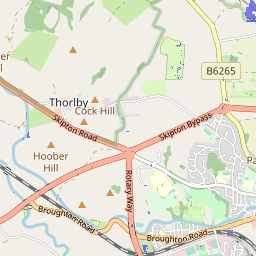 B6265
Thorlby
Cock Hill
Skipton Road
Skipton Bypass
Hoober
Hill
Pa
Rotary Way
Broughton Road
Broughton Road